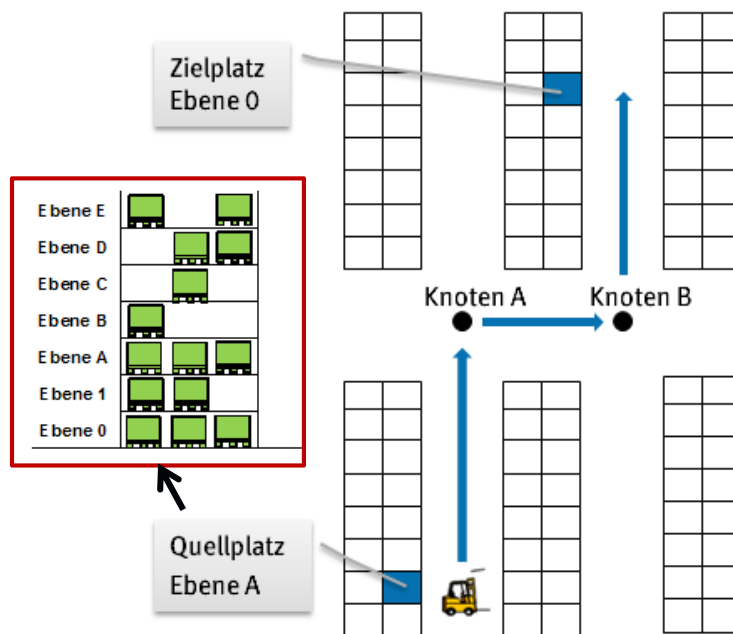 Zielplatz
Ebene 0
Ebene E
Ebene D
Ebene C
Ebene B
Ebene A
Ebene 1
Ebene 0
Knoten A
Knoten B
Quellplatz
Ebene A